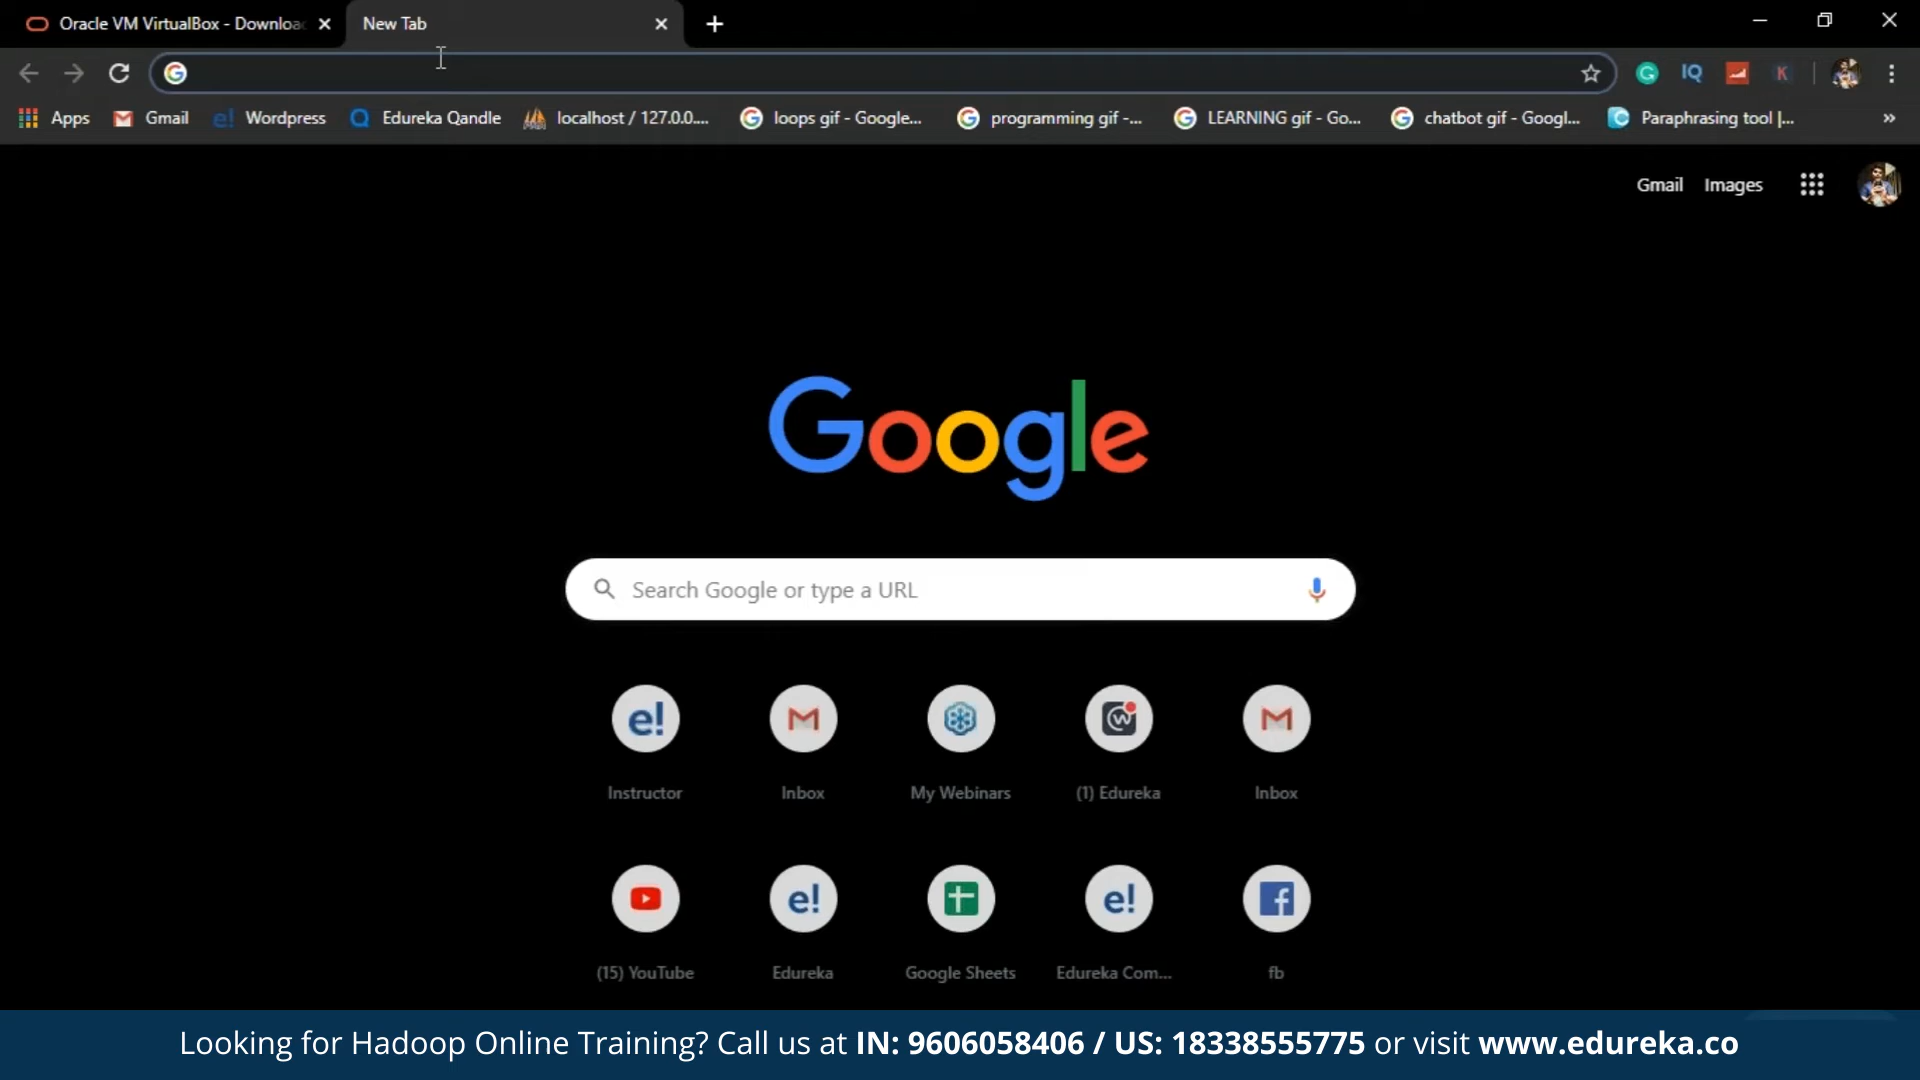 Oracle VM VirtualBox - Downloa
New Tab
Apps
Gmail
Wordpress
Edureka Qandle
localhost / 127.0.0....
loops gif - Google...
programming gif -...
LEARNING gif - Go...
chatbot gif - Googl...
Paraphrasing tool |...
»
Gmail Images
Google
Search Google or type a URL
Instructor
Inbox
My Webinars
(1) Edureka
Inbox
(15) YouTube
Edureka
Google Sheets
Edureka Com...
fb
Looking for Hadoop Online Training? Call us at IN: 9606058406 / US: 18338555775 or visit www.edureka.co